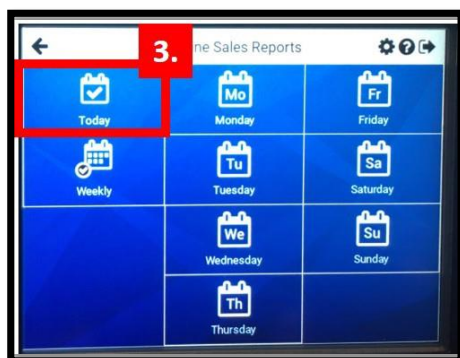 3.
ne Sales Reports
Today
Mo
Monday
Fr
Friday
Weekly
Tu
Tuesday
Sa
Saturday
We
Wednesday
Su
Sunday
Th
Thursday